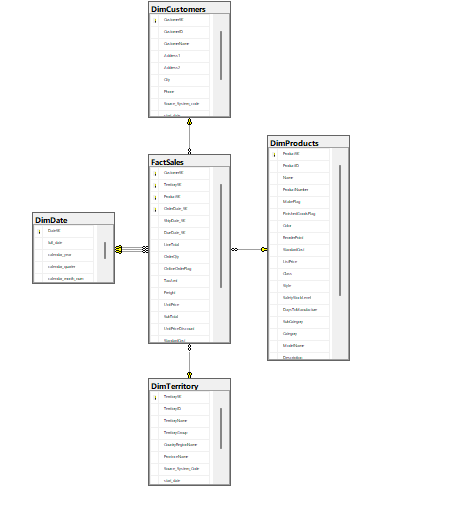 DimCustomers
CustomerSK
CustomerID
CustomerName
Address1
Address2
City
Phone
Source_System_code
FactSales
CustomerSK
TerritorySK
ProductSK
OrderDate_SK
ShipDate_SK
DueDate_SK
LineTotal
OrderQty
OnlineOrderFlag
TaxAmt
Freight
UnitPrice
SubTotal
UnitPriceDiscount
StandardCost
DimProducts
ProductSK
ProductID
Name
ProductNumber
MakeFlag
FinishedGoodsFlag
Color
ReorderPoint
StandardCost
ListPrice
Class
Style
SafetyStockLevel
DaysToManufacture
SubCategory
Category
ModelName
Description
DimDate
DateSK
full_date
calendar_year
calendar_quarter
calendar_month_num
DimTerritory
TerritorySK
TerritoryID
TerritoryName
TerritoryGroup
CountryRegionName
ProvinceName
Source_System_Code
start_date